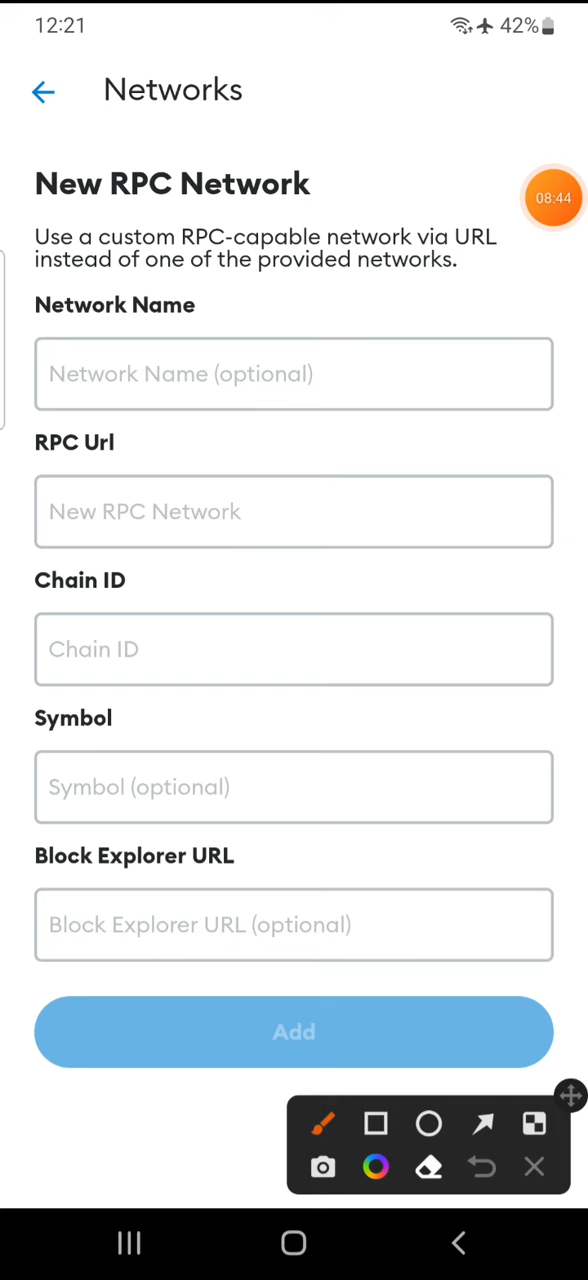 12:21
42%
Networks
New RPC Network
08:44
Use a custom RPC-capable network via URL
instead of one of the provided networks.
Network Name
Network Name (optional)
RPC Url
New RPC Network
Chain ID
Chain ID
Symbol
Symbol (optional)
Block Explorer URL
Block Explorer URL (optional)
Add